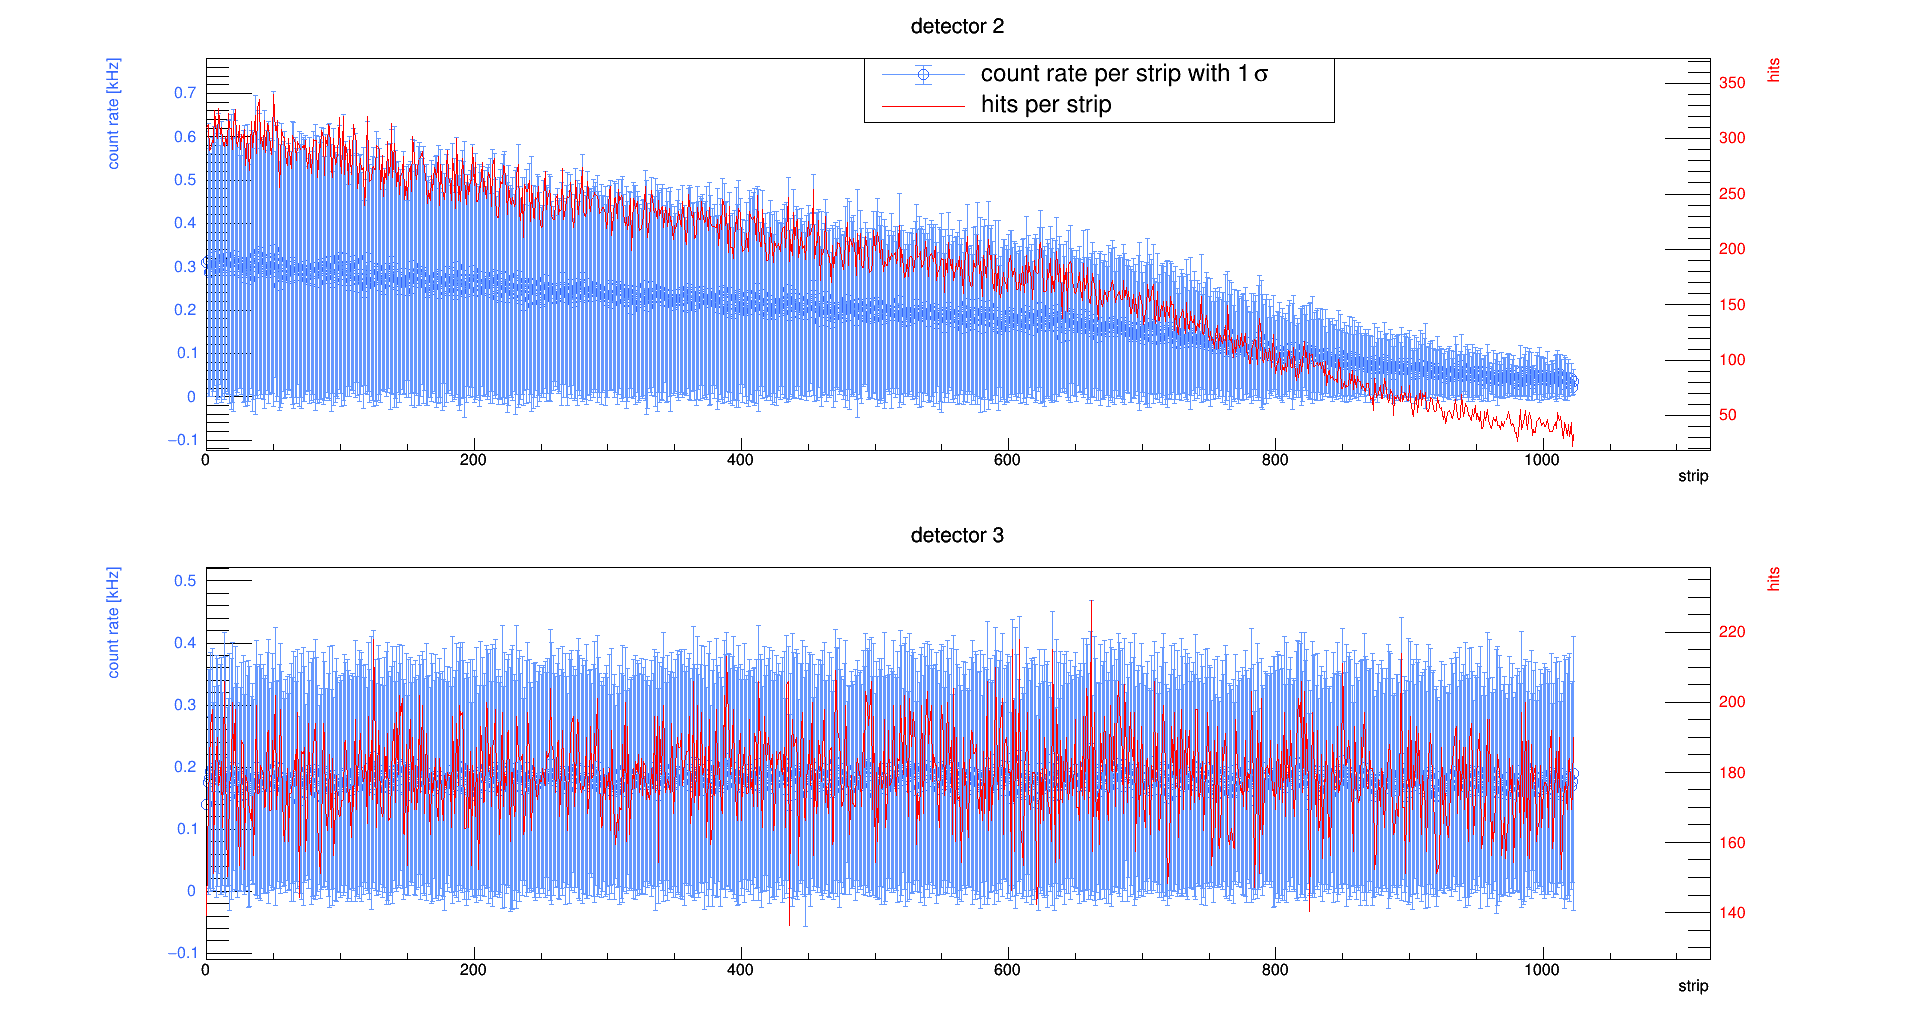 detector 2
count rate [kHz]
hits
count rate per strip with 1 σ
hits per strip
0.7
0.6
0.5
0.4
0.3
0.2
0.1
0
−0.1
350
300
250
200
150
100
50
0 200 400 600 800 1000
strip
detector 3
count rate [kHz]
hits
0.5
0.4
0.3
0.2
0.1
0
−0.1
220
200
180
160
140
0 200 400 600 800 1000
strip